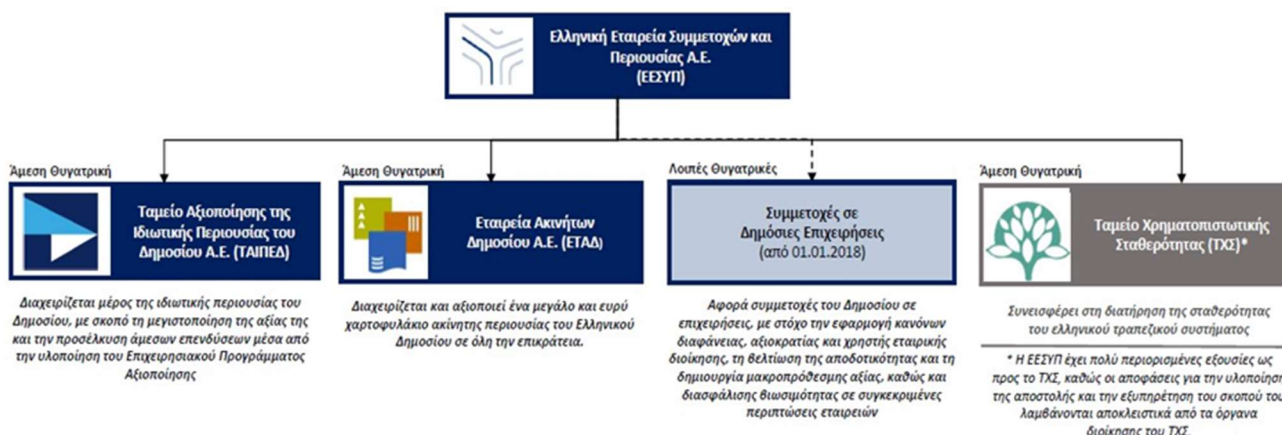 Ελληνική Εταιρεία Συμμετοχών και
Περιουσίας Α.Ε.
(ΕΕΣΥΠ)
Άμεση Θυγατρική
Ταμείο Αξιοποίησης της
Ιδιωτικής Περιουσίας του
Δημοσίου Α.Ε. (ΤΑΙΠΕΔ)
Διαχειρίζεται μέρος της ιδιωτικής περιουσίας του
Δημοσίου, με σκοπό τη μεγιστοποίηση της αξίας της
και την προσέλκυση άμεσων επενδύσεων μέσα από
την υλοποίηση του Επιχειρησιακού Προγράμματος
Αξιοποίησης
Άμεση Θυγατρική
Εταιρεία Ακινήτων
Δημοσίου Α.Ε. (ΕΤΑΔ)
Διαχειρίζεται και αξιοποιεί ένα μεγάλο και ευρύ
χαρτοφυλάκιο ακίνητης περιουσίας του Ελληνικού
Δημοσίου σε όλη την επικράτεια.
Λοιπές Θυγατρικές
Συμμετοχές σε
Δημόσιες Επιχειρήσεις
(από 01.01.2018)
Αφορά συμμετοχές του Δημοσίου σε
επιχειρήσεις, με στόχο την εφαρμογή κανόνων
διαφάνειας, αξιοκρατίας και χρηστής εταιρικής
διοίκησης, τη βελτίωση της αποδοτικότητας και τη
δημιουργία μακροπρόθεσμης αξίας, καθώς και
διασφάλισης βιωσιμότητας σε συγκεκριμένες
περιπτώσεις εταιρειών
Άμεση Θυγατρική
Ταμείο Χρηματοπιστωτικής
Σταθερότητας (ΤΧΣ)*
Συνεισφέρει στη διατήρηση της σταθερότητας
του ελληνικού τραπεζικού συστήματος
* Η ΕΕΣΥΠ έχει πολύ περιορισμένες εξουσίες ως
προς το ΤΧΣ, καθώς οι αποφάσεις για την υλοποίηση
της αποστολής και την εξυπηρέτηση του σκοπού του
λαμβάνονται αποκλειστικά από τα όργανα
διοίκησης του ΤΧΣ.